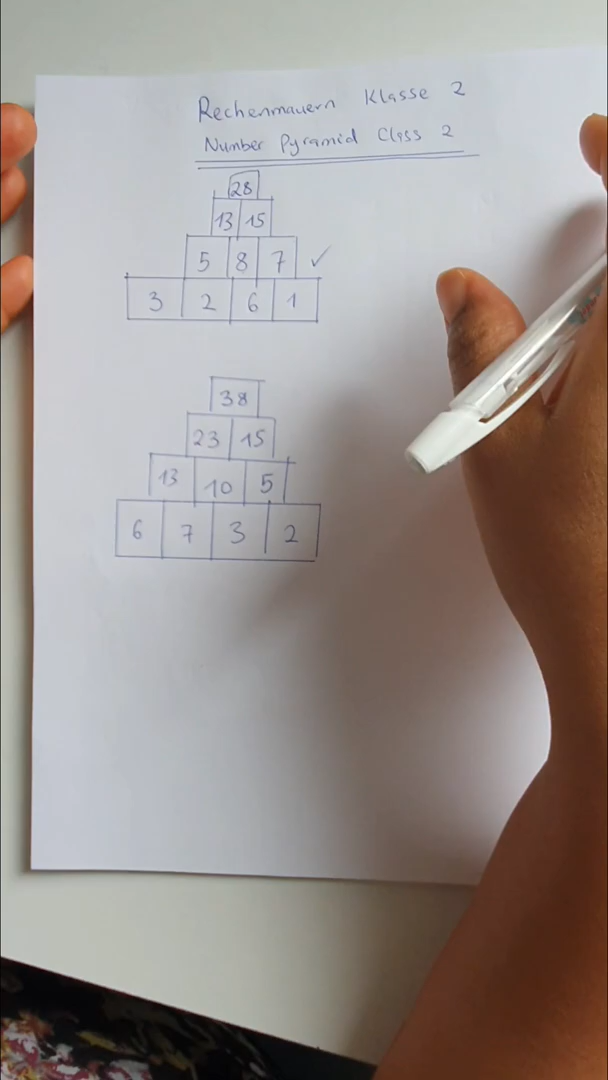 Rechenmauern Klasse 2
Number Pyramid Class 2
28
13 15
5 8 7 ✓
3 2 6 1
38
23 15
13 10 5
6 7 3 2